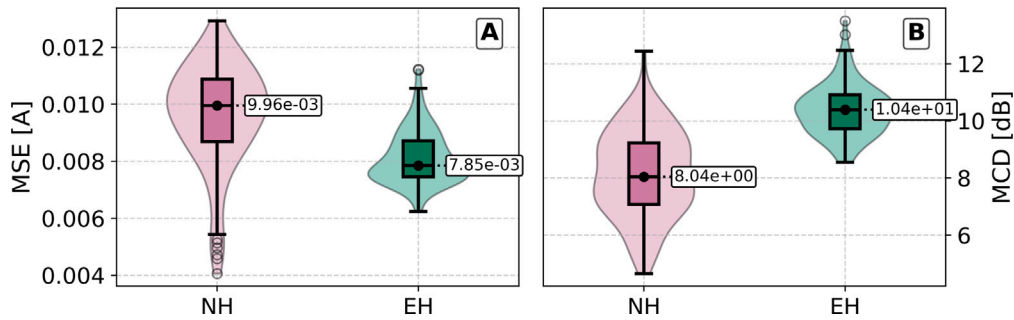 A
B
MSE [A]
0.012
0.010
0.008
0.006
0.004
9.96e-03
7.85e-03
NH
EH
8.04e+00
1.04e+01
NH
EH
12
10
8
6
MCD [dB]